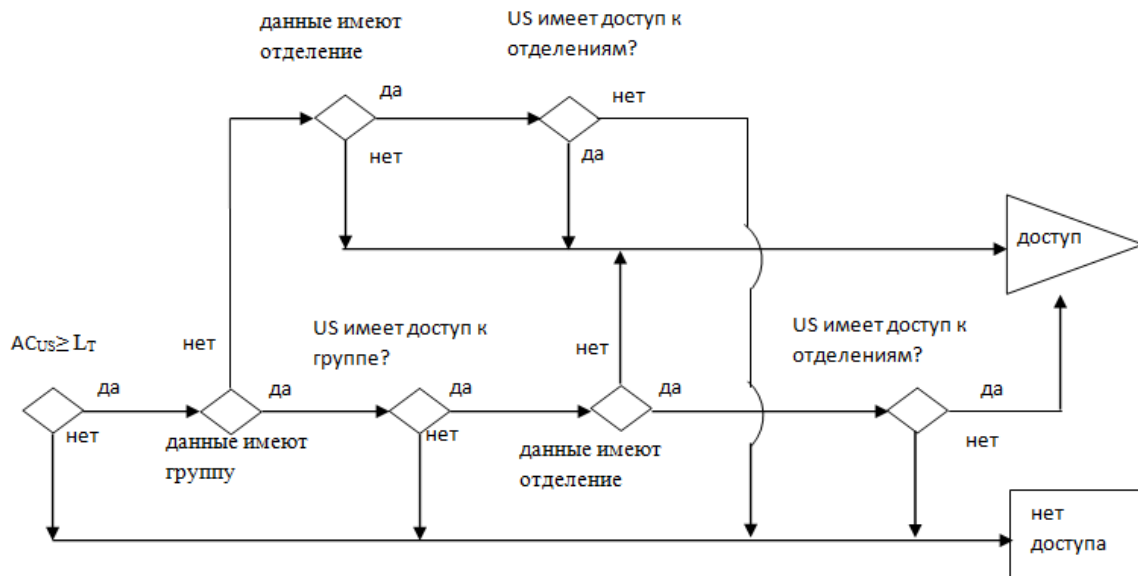 данные имеют
отделение
US имеет доступ к
отделениям?
да
нет
нет
да
доступ
US имеет доступ к
группе?
US имеет доступ к
отделениям?
ACUS≥ LT
нет
нет
да
да
да
да
да
нет
данные имеют
группу
нет
данные имеют
отделение
нет
нет
доступа